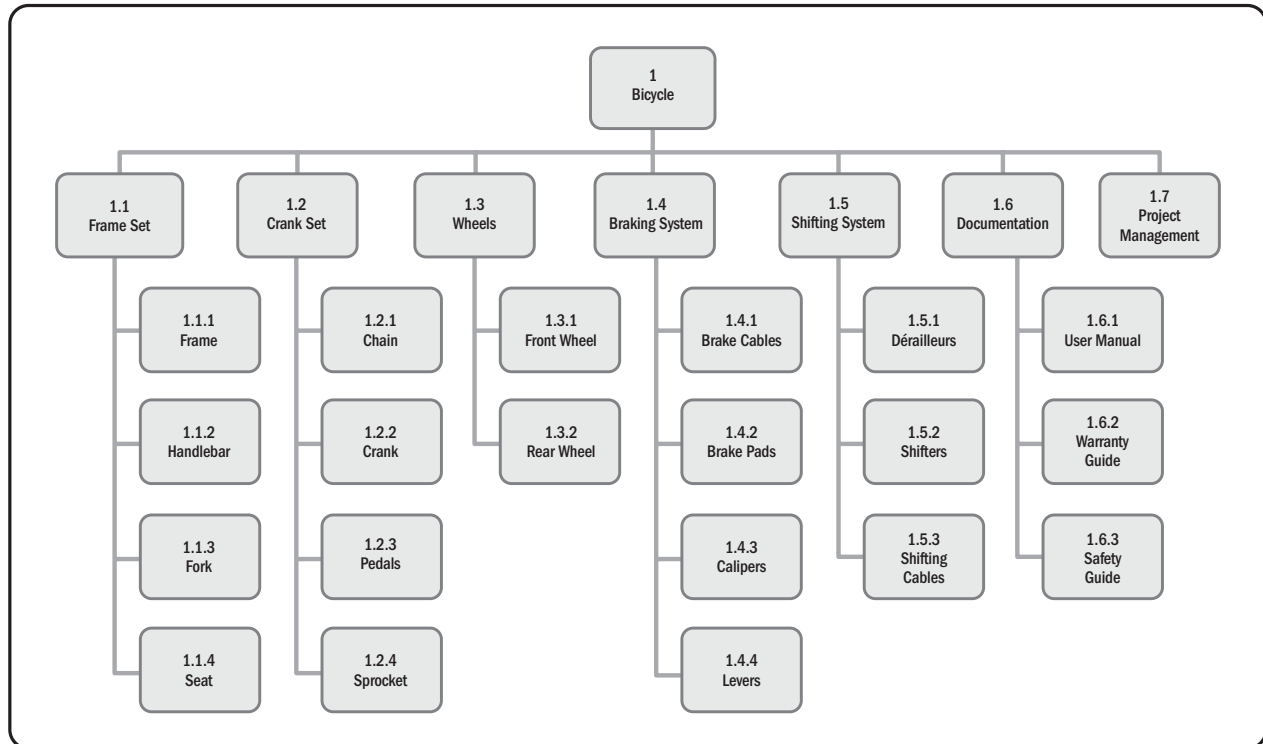 1
Bicycle
1.1
Frame Set
1.2
Crank Set
1.3
Wheels
1.4
Braking System
1.5
Shifting System
1.6
Documentation
1.7
Project
Management
1.1.1
Frame
1.2.1
Chain
1.3.1
Front Wheel
1.4.1
Brake Cables
1.5.1
Dérailleurs
1.6.1
User Manual
1.1.2
Handlebar
1.2.2
Crank
1.3.2
Rear Wheel
1.4.2
Brake Pads
1.5.2
Shifters
1.6.2
Warranty
Guide
1.1.3
Fork
1.2.3
Pedals
1.4.3
Calipers
1.5.3
Shifting
Cables
1.6.3
Safety
Guide
1.1.4
Seat
1.2.4
Sprocket
1.4.4
Levers